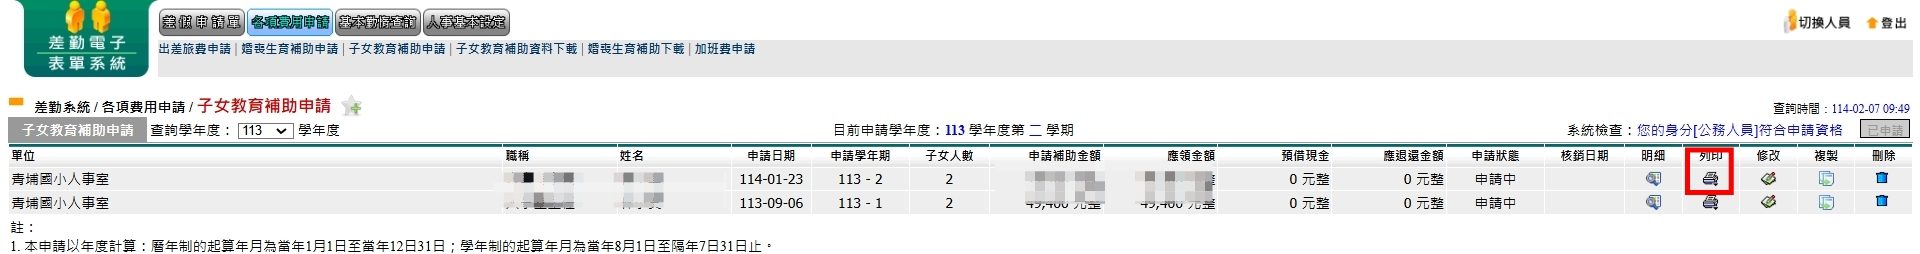 差勤電子
表單系統
差假申請單 各項費用申請 基本勤惰查詢 人事基本設定
切換人員 登出
出差旅費申請 | 婚喪生育補助申請 | 子女教育補助申請 | 子女教育補助資料下載 | 婚喪生育補助下載 | 加班費申請
差勤系統 / 各項費用申請 / 子女教育補助申請
查詢時間：114-02-07 09:49
子女教育補助申請 查詢學年度： 113 學年度 目前申請學年度：113 學年度第 二 學期 系統檢查：您的身分[公務人員]符合申請資格 已申請
單位 職稱 姓名 申請日期 申請學年期 子女人數 申請補助金額 應領金額 預借現金 應退還金額 申請狀態 核銷日期 明細 列印 修改 複製 刪除
青埔國小人事室 114-01-23 113 - 2 2 0 元整 0 元整 申請中
青埔國小人事室 113-09-06 113 - 1 2 元整 元整 0 元整 0 元整 申請中
註：
1. 本申請以年度計算：曆年制的起算年月為當年1月1日至當年12日31日；學年制的起算年月為當年8月1日至隔年7日31日止。